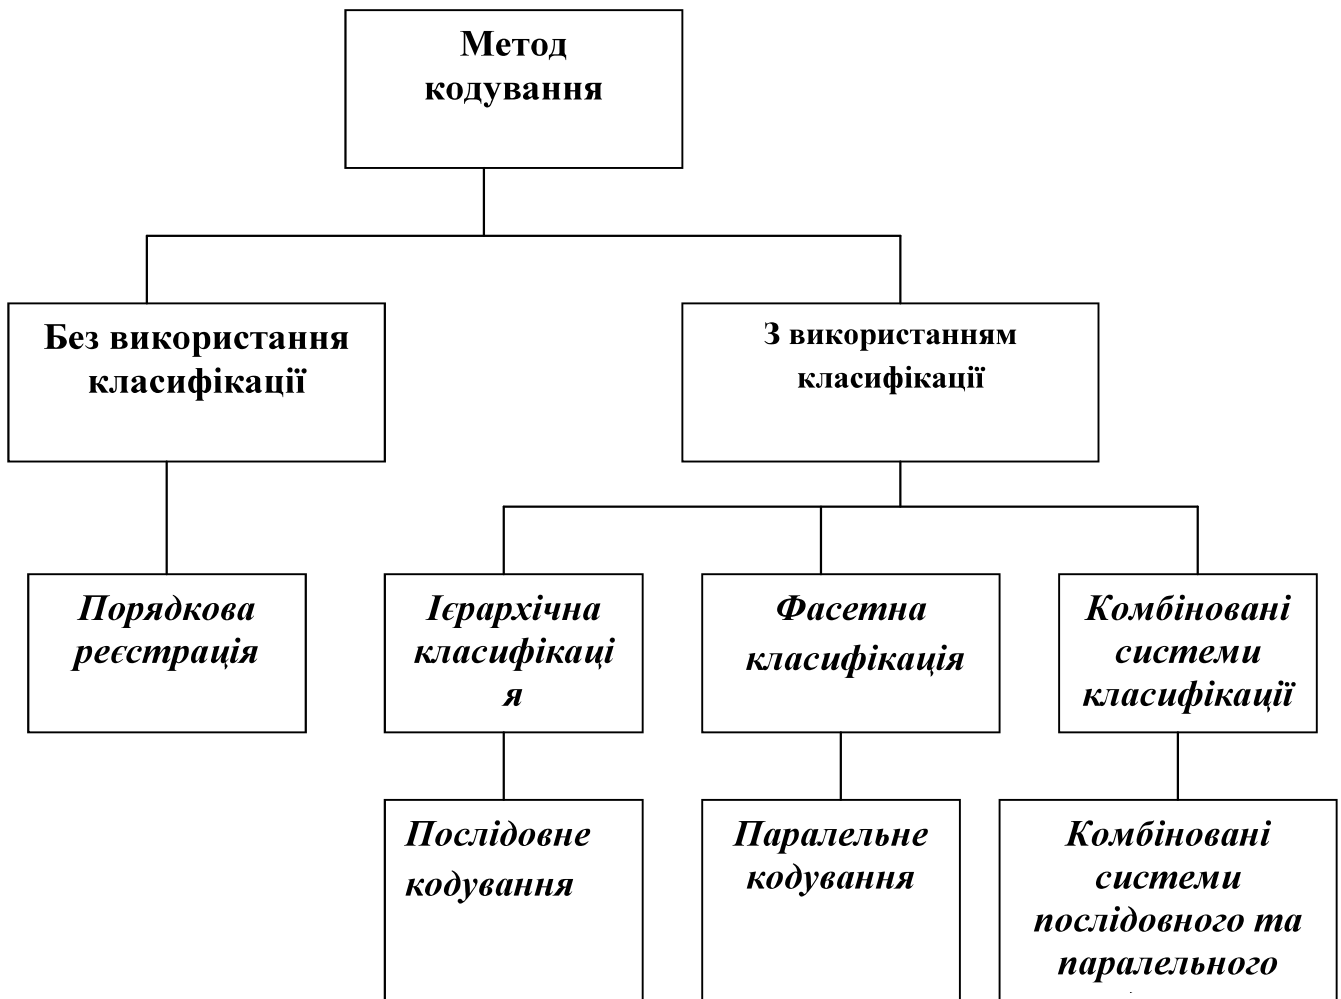 Метод
кодування
Без використання
класифікації
З використанням
класифікації
Порядкова
реєстрація
Ієрархічна
класифікаці
я
Фасетна
класифікація
Комбіновані
системи
класифікації
Послідовне
кодування
Паралельне
кодування
Комбіновані
системи
послідовного та
паралельного